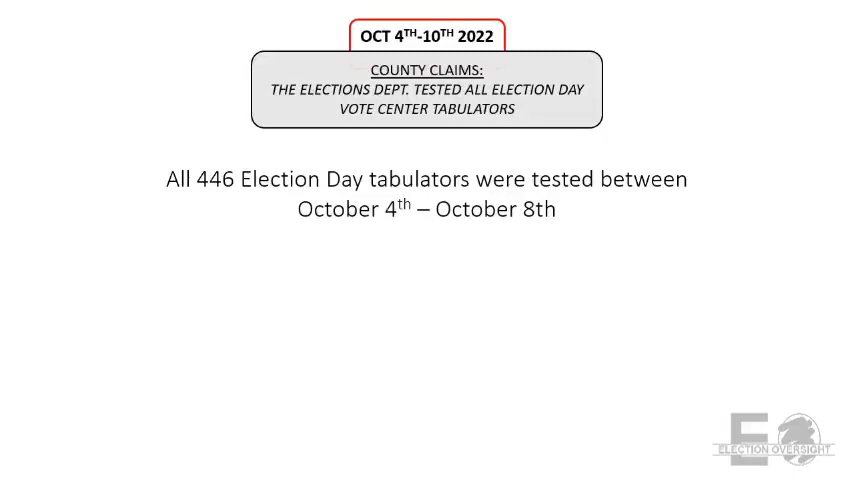 OCT 4TH-10TH 2022
COUNTY CLAIMS:
THE ELECTIONS DEPT. TESTED ALL ELECTION DAY
VOTE CENTER TABULATORS
All 446 Election Day tabulators were tested between
October 4th – October 8th
E
ELECTION OVERSIGHT